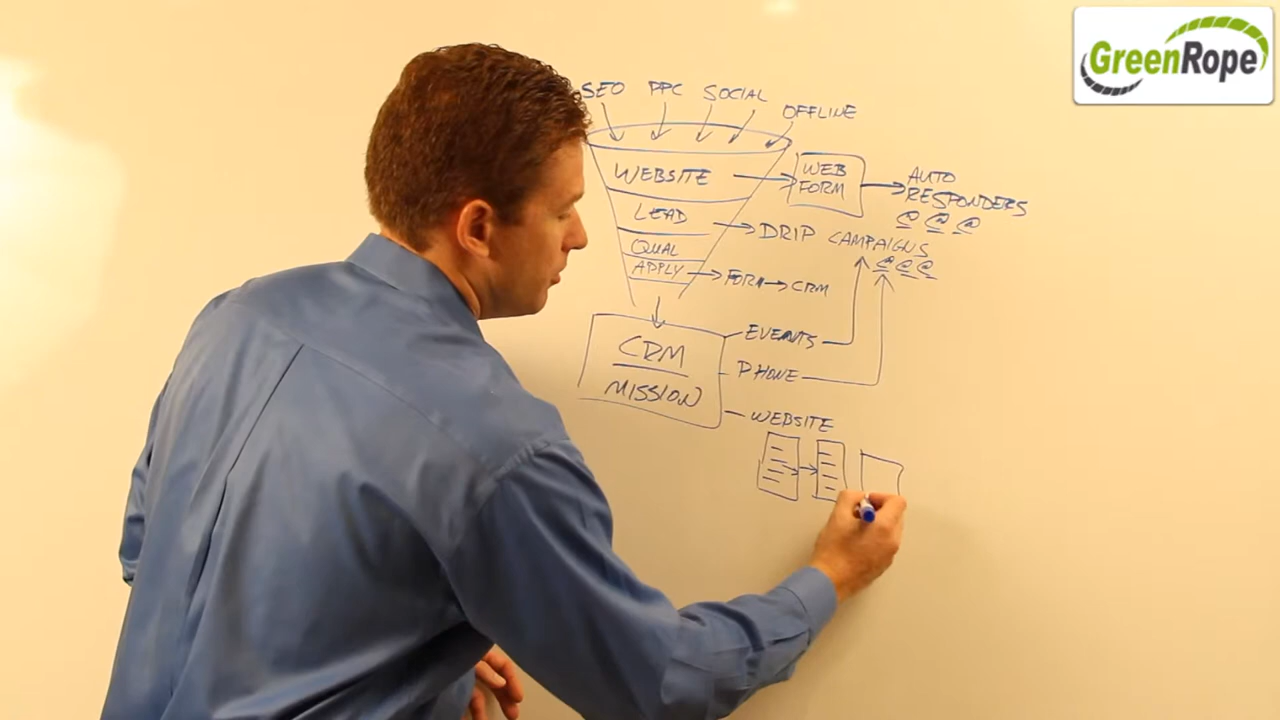 GreenRope
SEO PPC SOCIAL OFFLINE
WEBSITE
WEB
FORM
AUTO
RESPONDERS
LEAD
DRIP CAMPAIGNS
QUAL
APPLY
FORM
CRM
CRM
MISSION
EVENTS
PHONE
WEBSITE